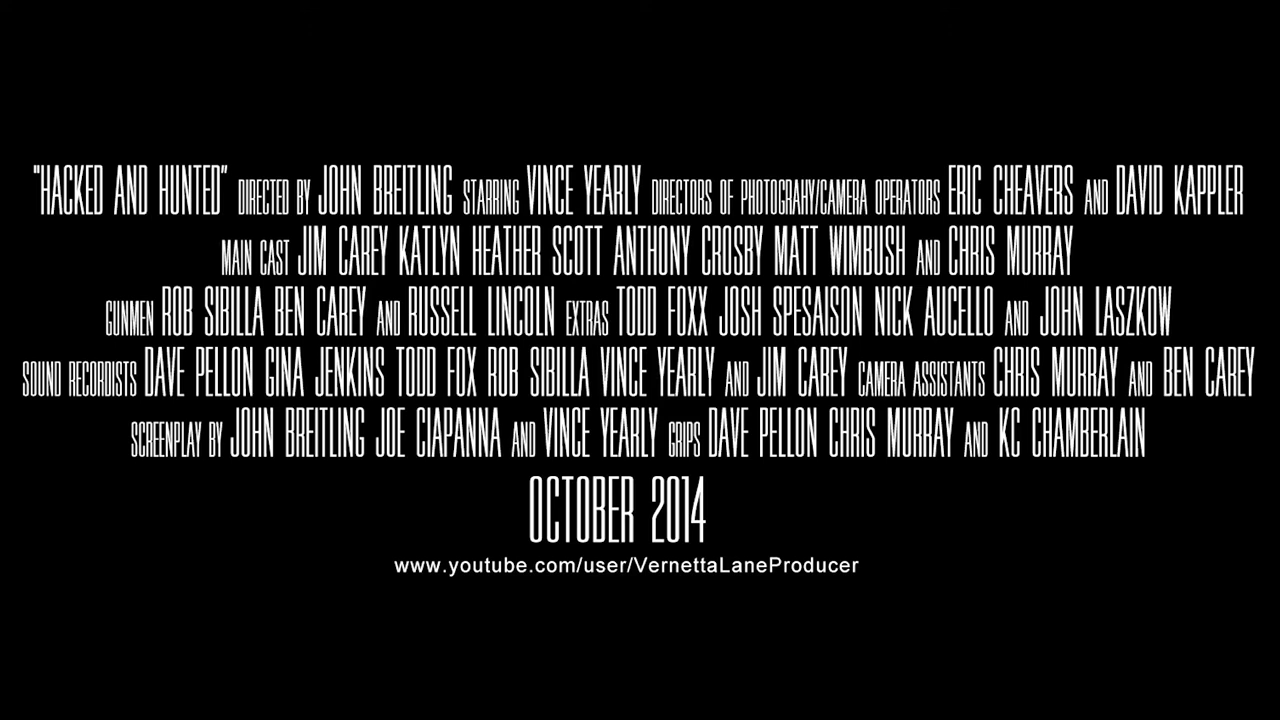 "HACKED AND HUNTED" DIRECTED BY JOHN BREITLING STARRING VINCE YEARLY DIRECTORS OF PHOTOGRAHY/CAMERA OPERATORS ERIC CHEAVERS AND DAVID KAPPLER
MAIN CAST JIM CAREY KATLYN HEATHER SCOTT ANTHONY CROSBY MATT WIMBUSH AND CHRIS MURRAY
GUNMEN ROB SIBILLA BEN CAREY AND RUSSELL LINCOLN EXTRAS TODD FOXX JOSH SPESAISON NICK AUCELLO AND JOHN LASZKOW
SOUND RECORDISTS DAVE PELLON GINA JENKINS TODD FOX ROB SIBILLA VINCE YEARLY AND JIM CAREY CAMERA ASSISTANTS CHRIS MURRAY AND BEN CAREY
SCREENPLAY BY JOHN BREITLING JOE CIAPANNA AND VINCE YEARLY GRIPS DAVE PELLON CHRIS MURRAY AND KC CHAMBERLAIN
OCTOBER 2014
www.youtube.com/user/VernettaLaneProducer